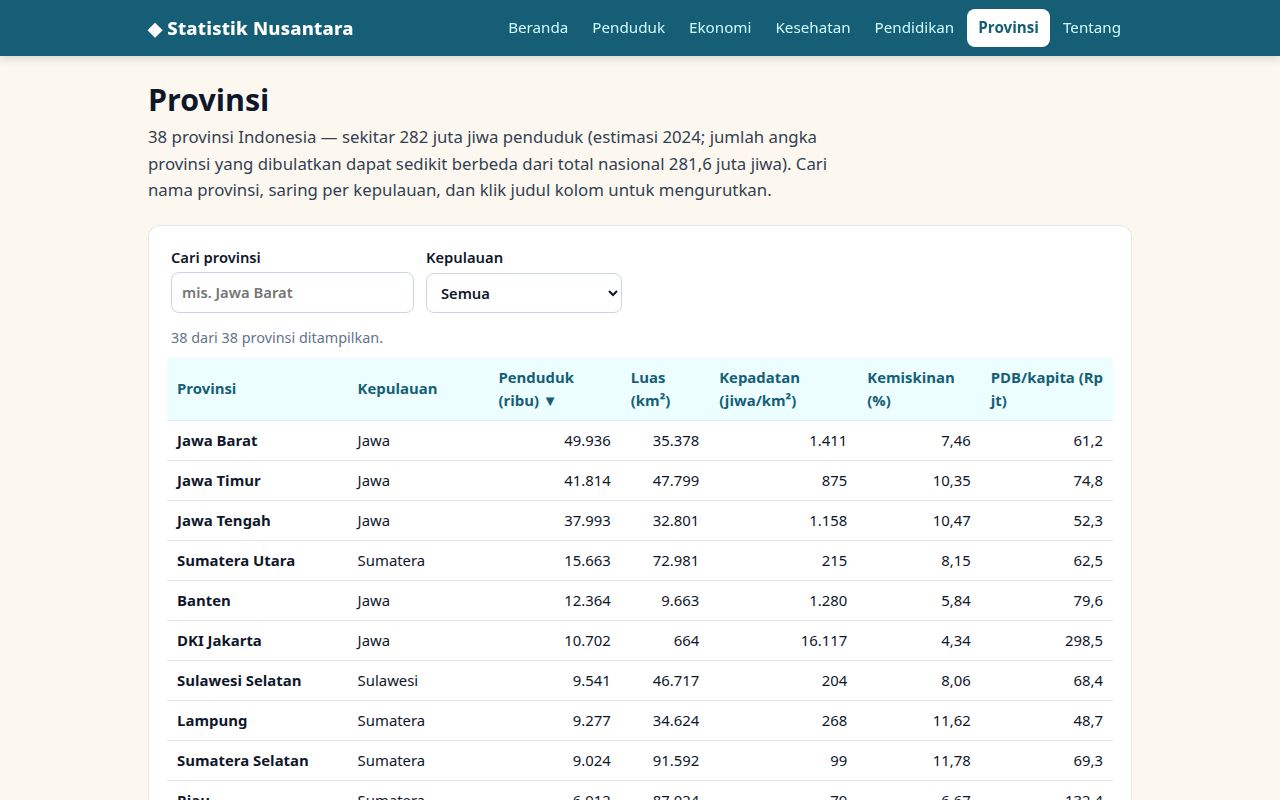 ◆ Statistik Nusantara Beranda Penduduk Ekonomi Kesehatan Pendidikan Provinsi Tentang
Provinsi
38 provinsi Indonesia — sekitar 282 juta jiwa penduduk (estimasi 2024; jumlah angka
provinsi yang dibulatkan dapat sedikit berbeda dari total nasional 281,6 juta jiwa). Cari
nama provinsi, saring per kepulauan, dan klik judul kolom untuk mengurutkan.
Cari provinsi Kepulauan
mis. Jawa Barat Semua
38 dari 38 provinsi ditampilkan.
Provinsi Kepulauan Penduduk (ribu) ▼ Luas (km²) Kepadatan (jiwa/km²) Kemiskinan (%) PDB/kapita (Rp jt)
Jawa Barat Jawa 49.936 35.378 1.411 7,46 61,2
Jawa Timur Jawa 41.814 47.799 875 10,35 74,8
Jawa Tengah Jawa 37.993 32.801 1.158 10,47 52,3
Sumatera Utara Sumatera 15.663 72.981 215 8,15 62,5
Banten Jawa 12.364 9.663 1.280 5,84 79,6
DKI Jakarta Jawa 10.702 664 16.117 4,34 298,5
Sulawesi Selatan Sulawesi 9.541 46.717 204 8,06 68,4
Lampung Sumatera 9.277 34.624 268 11,62 48,7
Sumatera Selatan Sumatera 9.024 91.592 99 11,78 69,3
Riau Sumatera